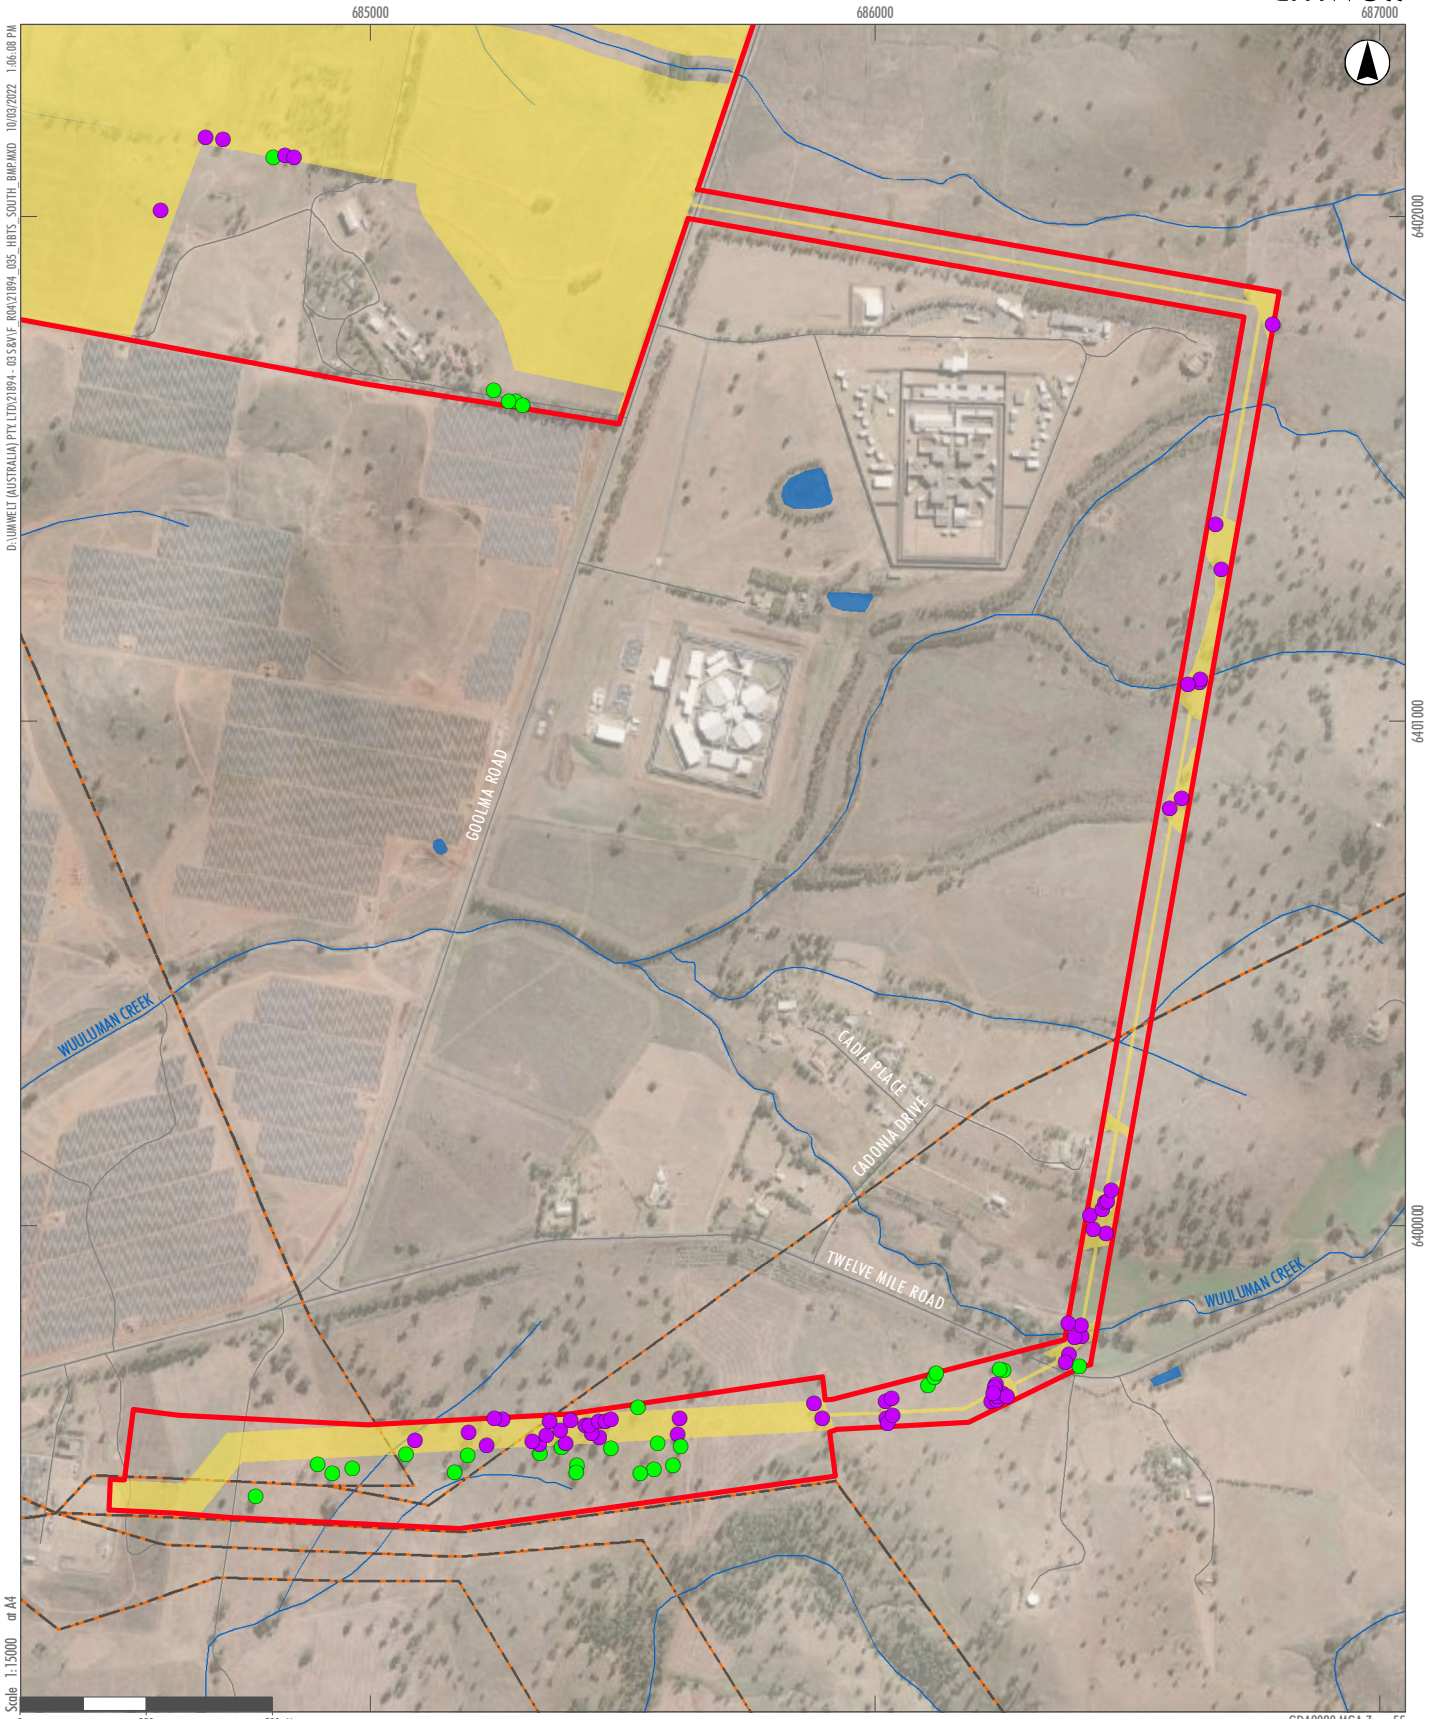 685000
686000
687000
D:\UMWELT (AUSTRALIA) PTY. LTD\21894 - 03 S&V\F_R04\21894_035_HBTS_SOUTH_BMP.MXD 10/03/2022 1:06:08 PM
6402000
6401000
GOOLMA ROAD
WUULUMAN CREEK
CADIA PLACE
CADONIA DRIVE
6400000
TWELVE MILE ROAD
WUULUMAN CREEK
Scale 1:15000 at A4